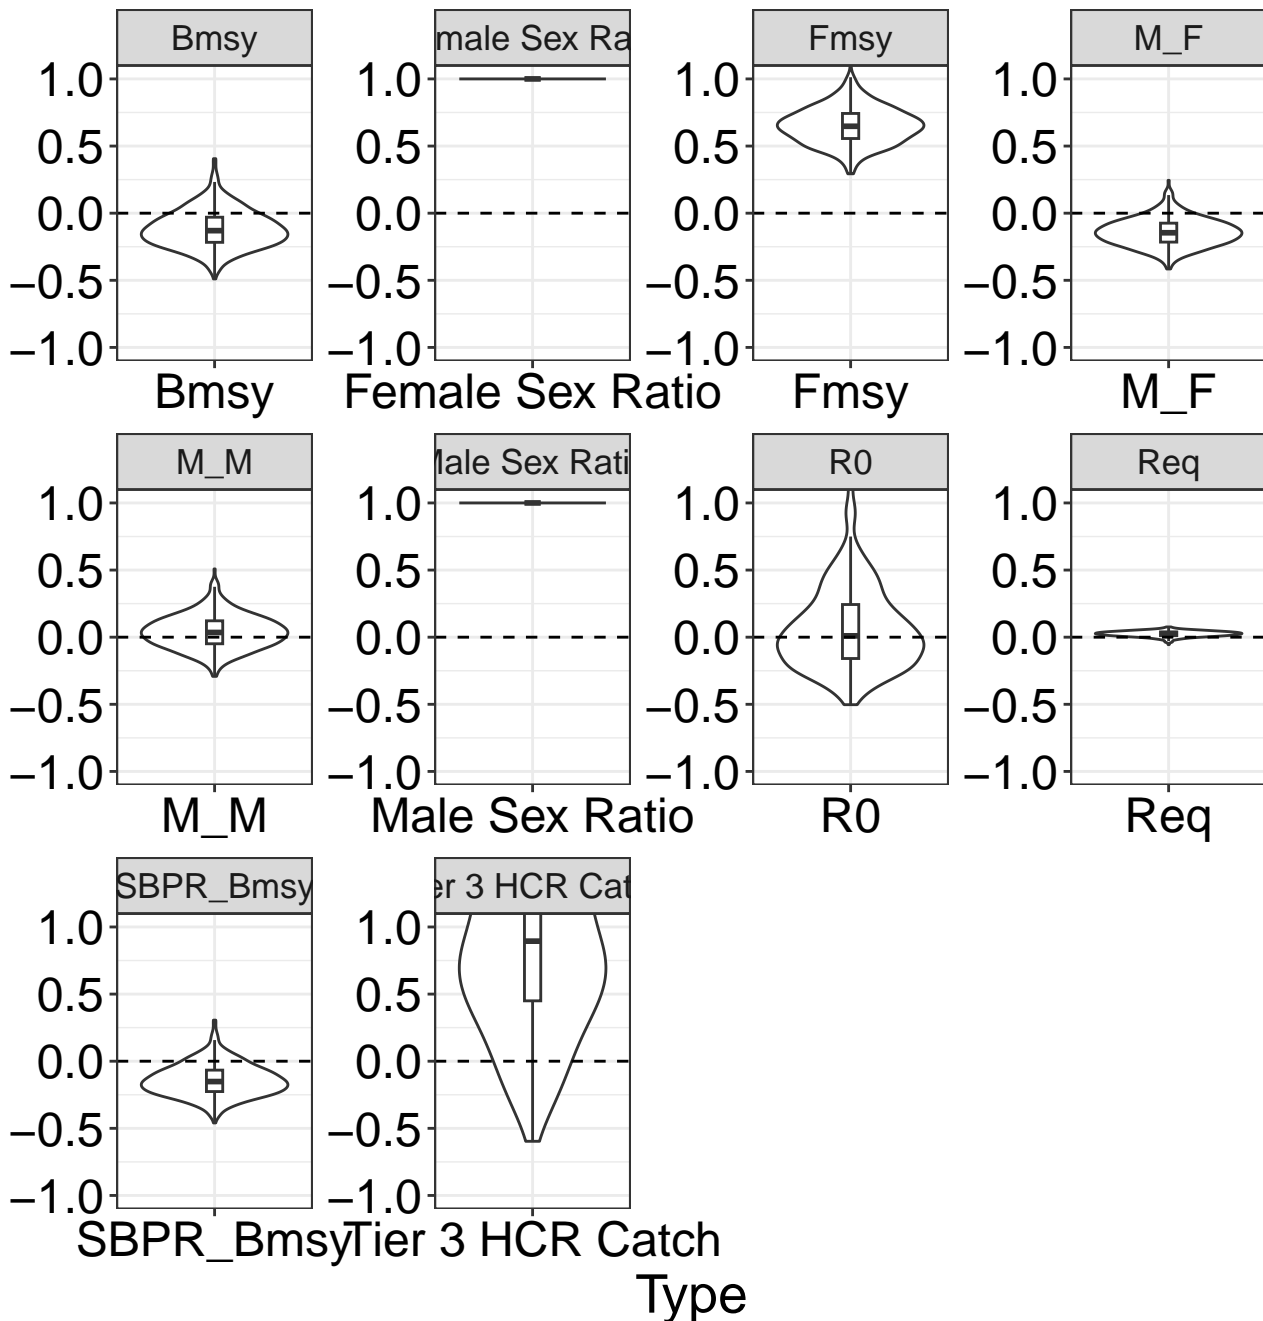 Bmsy male Sex Ra Fmsy M_F
1.0 1.0 1.0 1.0
0.5 0.5 0.5 0.5
0.0 0.0 0.0 0.0
−0.5 −0.5 −0.5 −0.5
−1.0 −1.0 −1.0 −1.0
Bmsy Female Sex Ratio Fmsy M_F
M_M Male Sex Rati R0 Req
1.0 1.0 1.0 1.0
0.5 0.5 0.5 0.5
0.0 0.0 0.0 0.0
−0.5 −0.5 −0.5 −0.5
−1.0 −1.0 −1.0 −1.0
M_M Male Sex Ratio R0 Req
SBPR_Bmsy er 3 HCR Cat
1.0 1.0
0.5 0.5
0.0 0.0
−0.5 −0.5
−1.0 −1.0
SBPR_Bmsy Tier 3 HCR Catch
Type